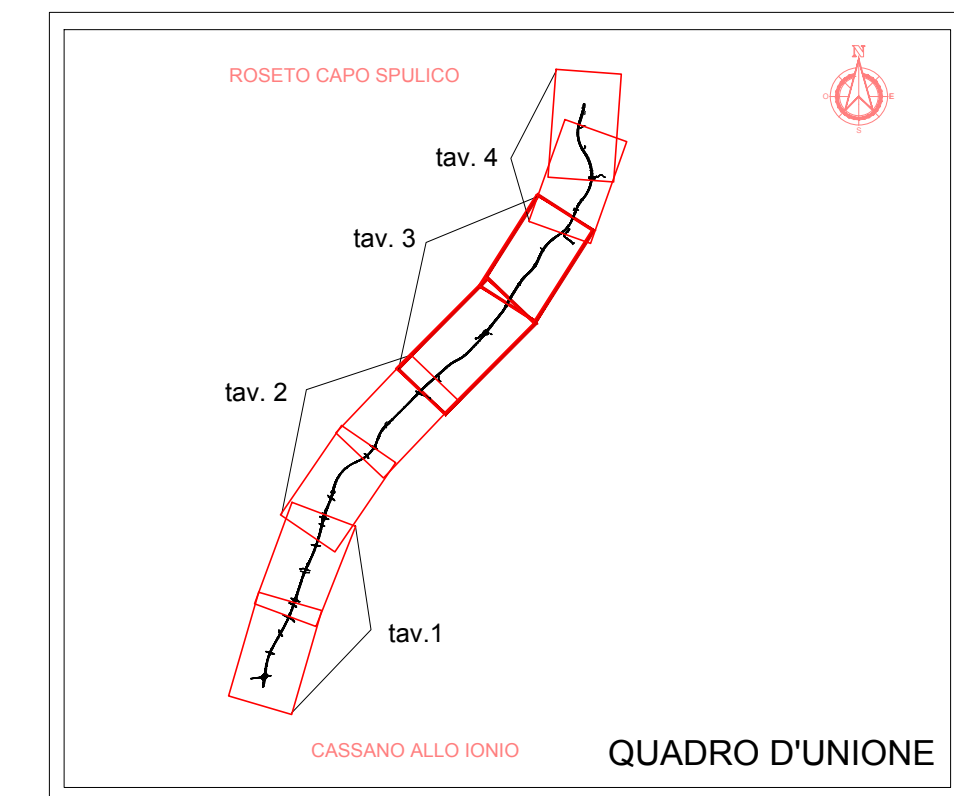 N
ROSETO CAPO SPULICO
O
E
S
tav. 4
tav. 3
tav. 2
tav.1
CASSANO ALLO IONIO
QUADRO D'UNIONE